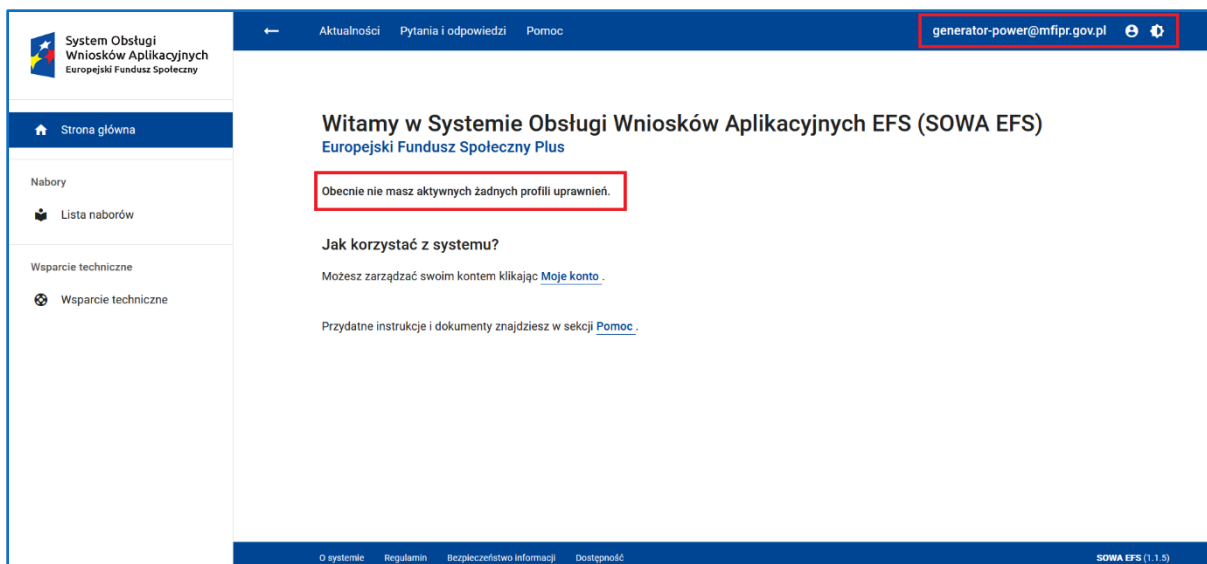 System Obsługi
Wniosków Aplikacyjnych
Europejski Fundusz Społeczny
Aktualności Pytania i odpowiedzi Pomoc
generator-power@mfipr.gov.pl
Strona główna
Nabory
Lista naborów
Wsparcie techniczne
Wsparcie techniczne
Witamy w Systemie Obsługi Wniosków Aplikacyjnych EFS (SOWA EFS)
Europejski Fundusz Społeczny Plus
Obecnie nie masz aktywnych żadnych profili uprawnień.
Jak korzystać z systemu?
Możesz zarządzać swoim kontem klikając Moje konto .
Przydatne instrukcje i dokumenty znajdziesz w sekcji Pomoc .
O systemie Regulamin Bezpieczeństwo informacji Dostępność
SOWA EFS (1.1.5)